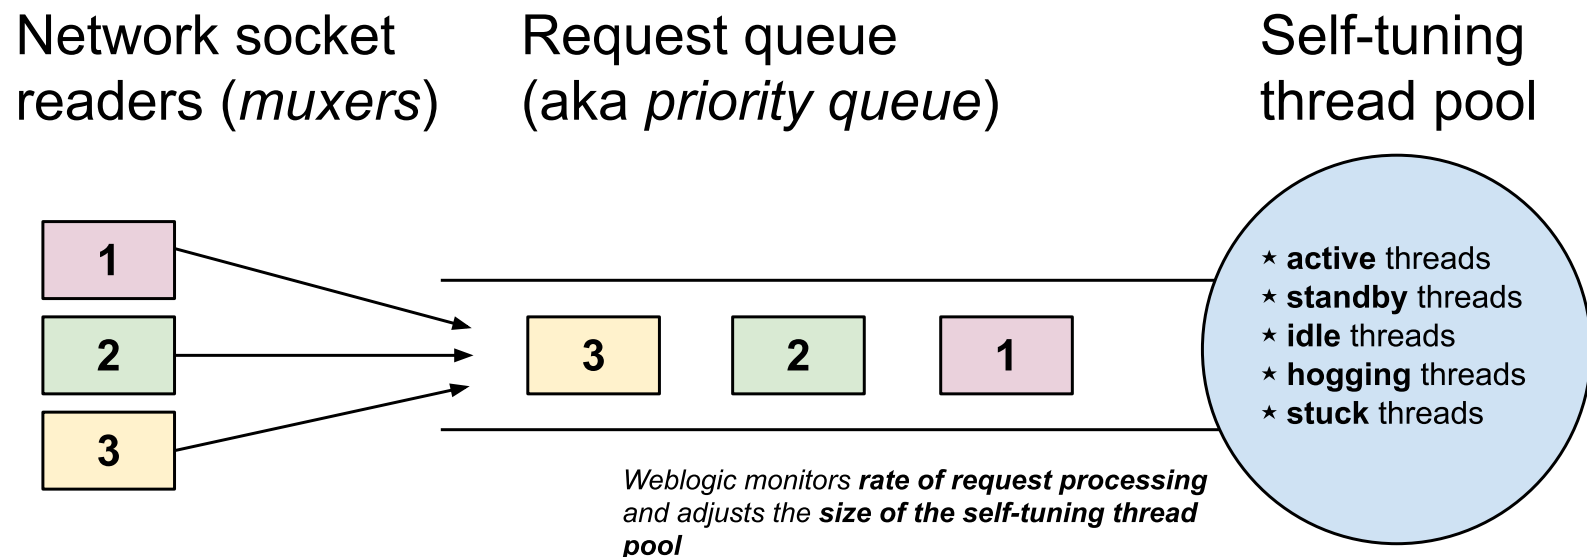 Network socket
readers (muxers)
Request queue
(aka priority queue)
Self-tuning
thread pool
1
2
3
3
2
1
★ active threads
★ standby threads
★ idle threads
★ hogging threads
★ stuck threads
Weblogic monitors rate of request processing
and adjusts the size of the self-tuning thread
pool